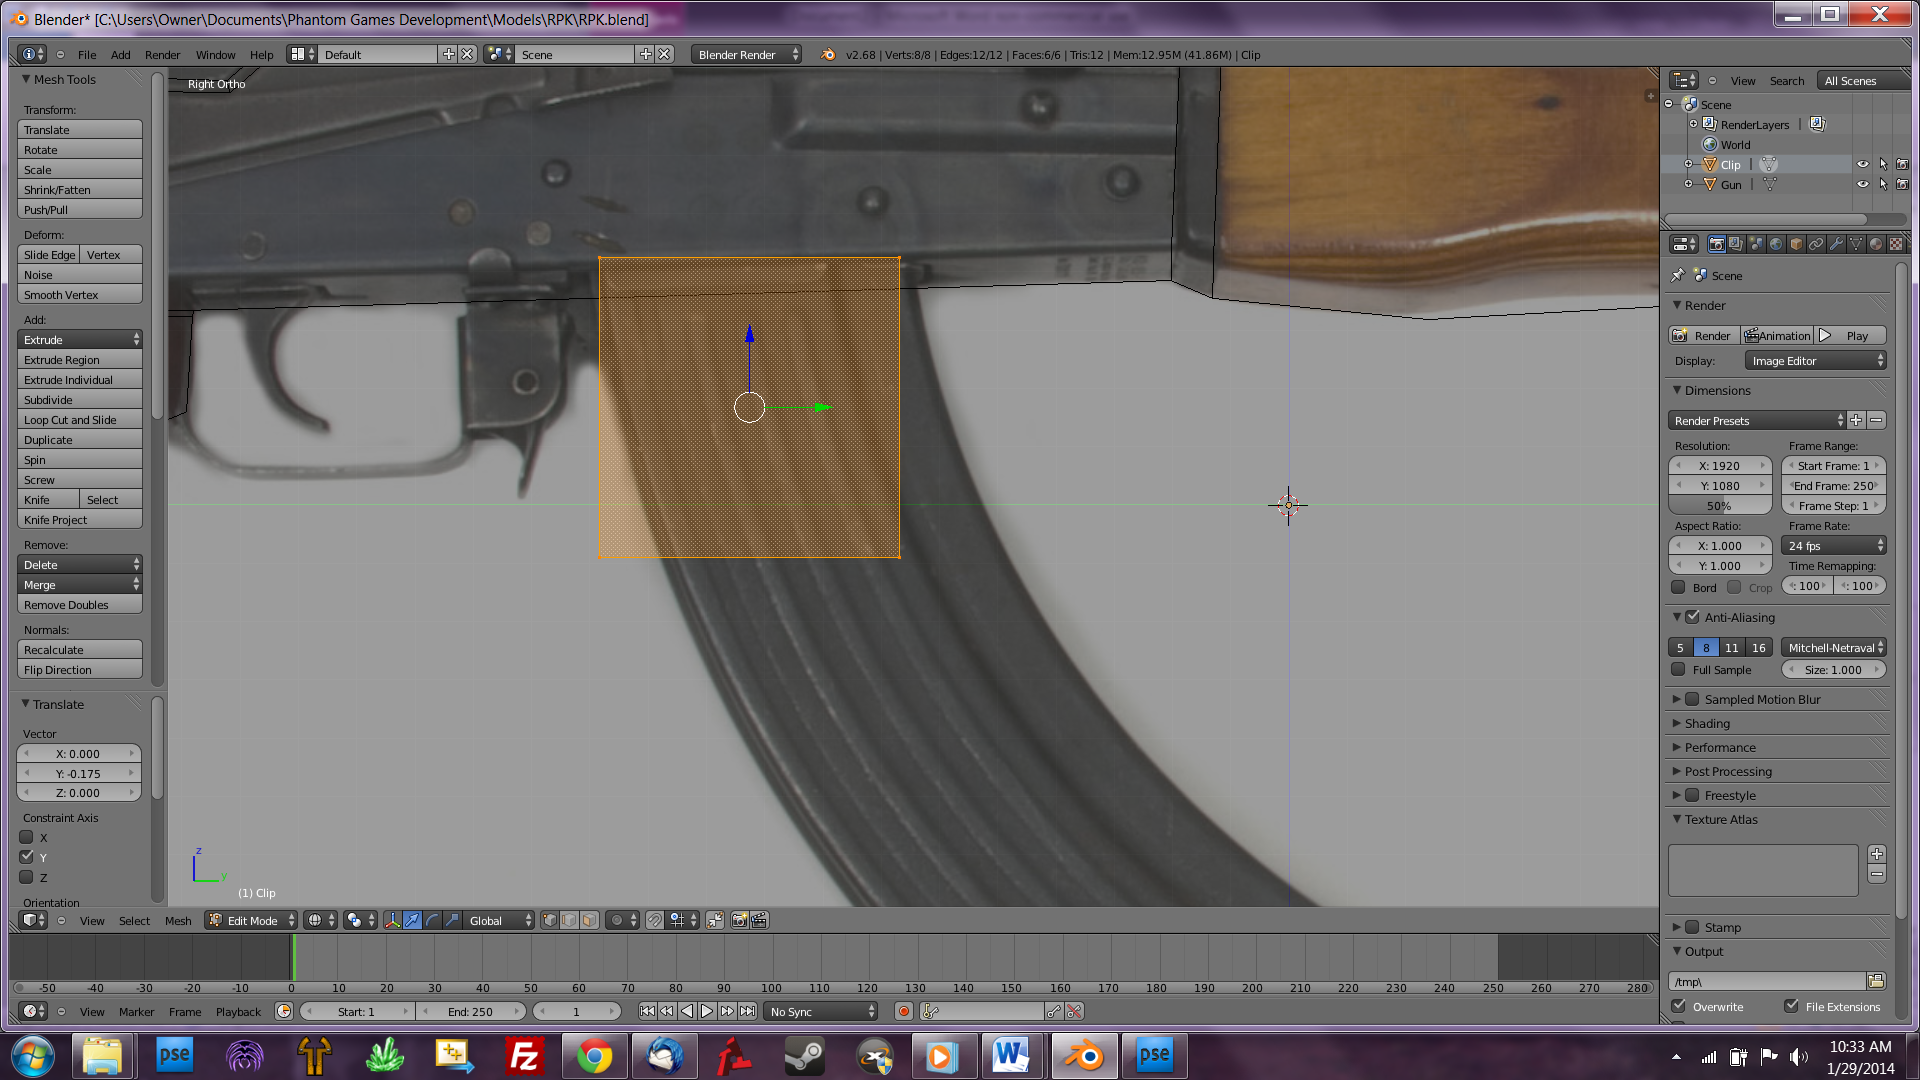 Blender* [C:\Users\Owner\Documents\Phantom Games Development\Models\RPK\RPK.blend]
File Add Render Window Help Default Scene Blender Render v2.68 | Verts:8/8 | Edges:12/12 | Faces:6/6 | Tris:12 | Mem:12.95M (41.86M) | Clip
Mesh Tools
Transform:
Translate
Rotate
Scale
Shrink/Fatten
Push/Pull
Deform:
Slide Edge Vertex
Noise
Smooth Vertex
Add:
Extrude
Extrude Region
Extrude Individual
Subdivide
Loop Cut and Slide
Duplicate
Spin
Screw
Knife Select
Knife Project
Remove:
Delete
Merge
Remove Doubles
Normals:
Recalculate
Flip Direction
Translate
Vector
X: 0.000
Y: -0.175
Z: 0.000
Constraint Axis
X
Y
Z
Orientation
Right Ortho
z
y
(1) Clip
View Select Mesh Edit Mode Global
View Search All Scenes
Scene
RenderLayers |
World
Clip |
Gun |
Scene
Render
Render Animation Play
Display: Image Editor
Dimensions
Render Presets
Resolution: Frame Range:
X: 1920 Start Frame: 1
Y: 1080 End Frame: 250
50% Frame Step: 1
Aspect Ratio: Frame Rate:
X: 1.000 24 fps
Y: 1.000 Time Remapping:
Bord Crop : 100 : 100
Anti-Aliasing
5 8 11 16 Mitchell-Netraval
Full Sample Size: 1.000
Sampled Motion Blur
Shading
Performance
Post Processing
Freestyle
Texture Atlas
Stamp
Output
/tmp\
Overwrite File Extensions
-50 -40 -30 -20 -10 0 10 20 30 40 50 60 70 80 90 100 110 120 130 140 150 160 170 180 190 200 210 220 230 240 250 260 270 280
View Marker Frame Playback Start: 1 End: 250 1 No Sync
pse Fz W pse
10:33 AM
1/29/2014